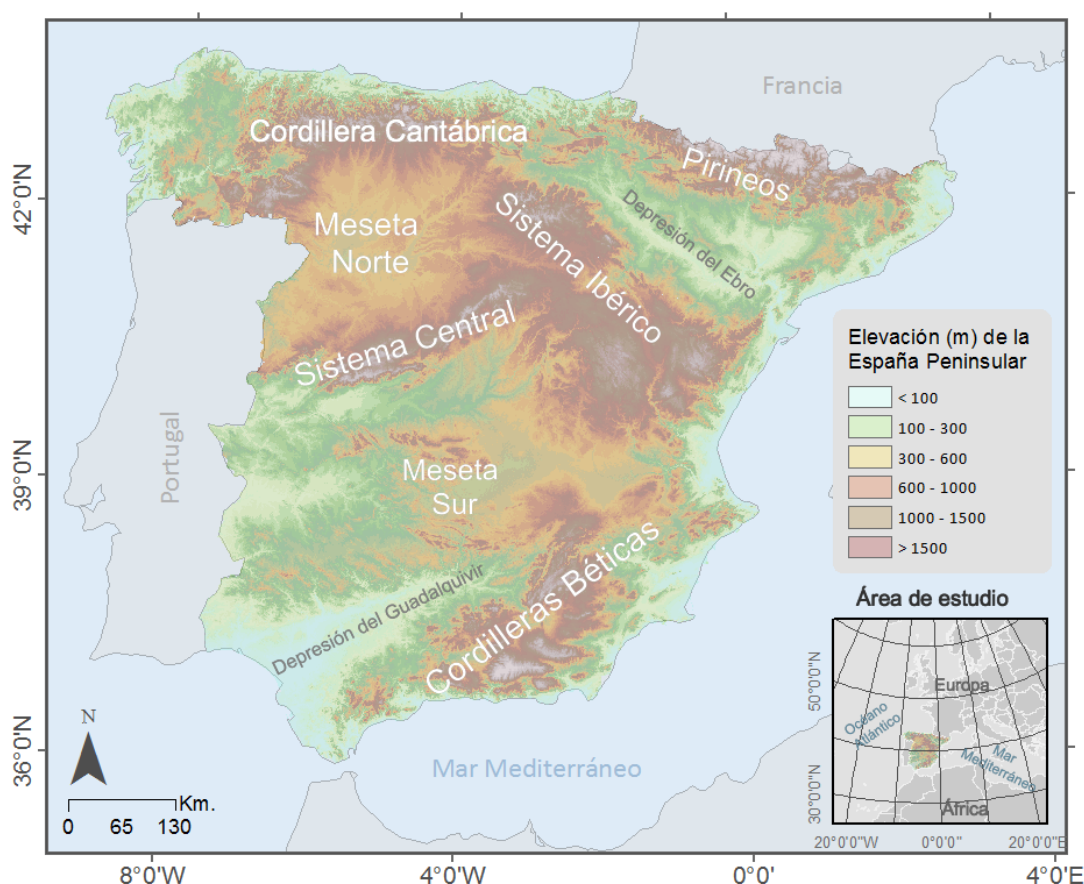 Francia
Cordillera Cantábrica
Pirineos
42°0'N
Meseta
Norte
Sistema Ibérico
Depresión del Ebro
Sistema Central
Elevación (m) de la
España Peninsular
< 100
100 - 300
300 - 600
600 - 1000
1000 - 1500
> 1500
Portugal
39°0'N
Meseta
Sur
Cordilleras Béticas
Depresión del Guadalquivir
Área de estudio
50°0'0"N
Europa
Océano
Atlántico
Mar
Mediterráneo
África
30°0'0"N
20°0'0"W
0°0'0"
20°0'0"E
36°0'N
N
Km.
0 65 130
Mar Mediterráneo
8°0'O
4°0'O
0°0'
4°0'E